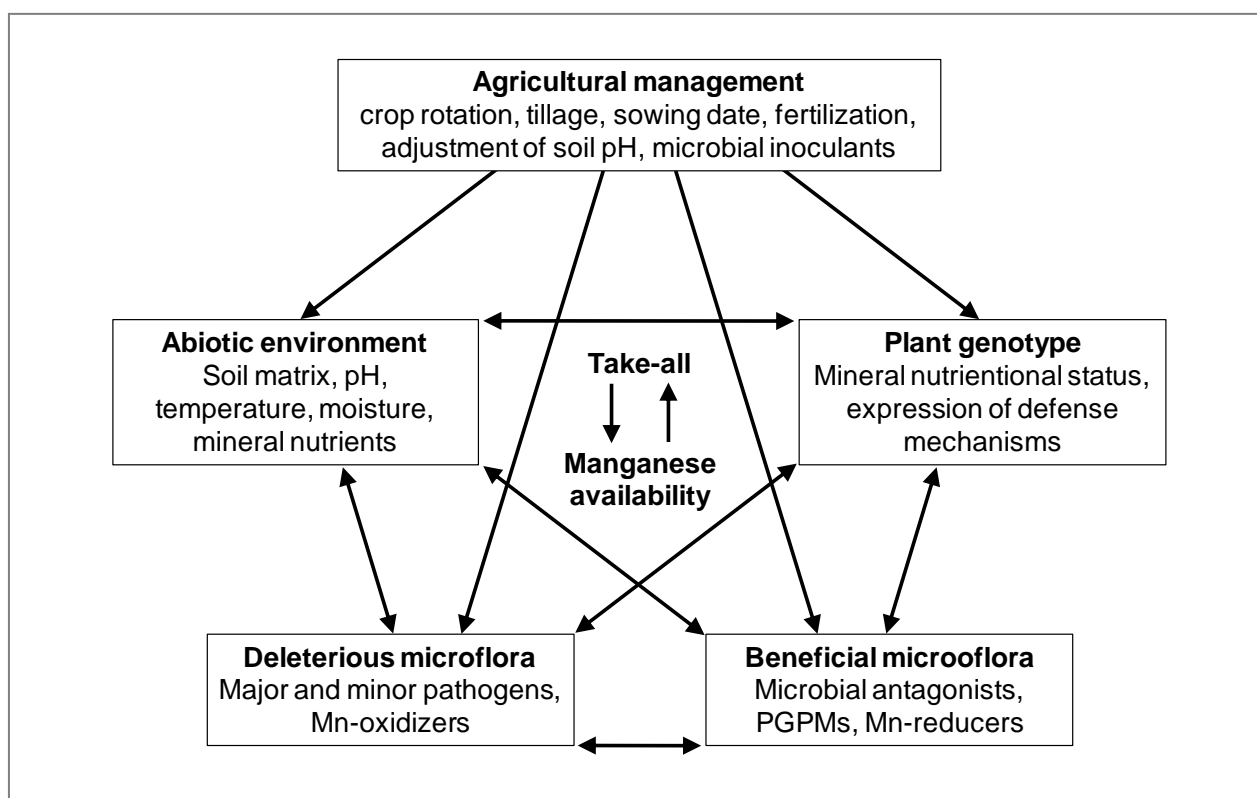 Agricultural management
crop rotation, tillage, sowing date, fertilization,
adjustment of soil pH, microbial inoculants
Abiotic environment
Soil matrix, pH,
temperature, moisture,
mineral nutrients
Take-all
Manganese
availability
Plant genotype
Mineral nutrientional status,
expression of defense
mechanisms
Deleterious microflora
Major and minor pathogens,
Mn-oxidizers
Beneficial microoflora
Microbial antagonists,
PGPMs, Mn-reducers